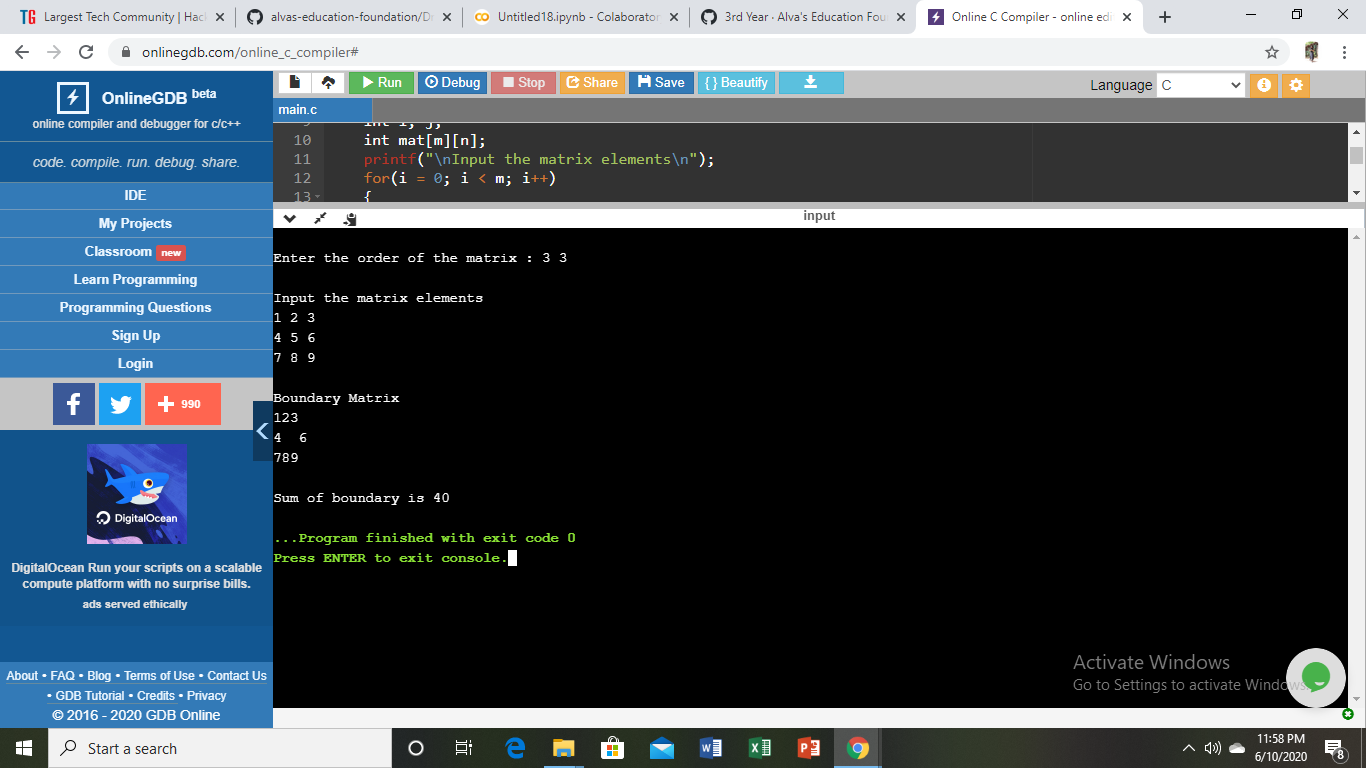 Largest Tech Community | Hac
alvas-education-foundation/D
Untitled18.ipynb - Colaborator
3rd Year · Alva's Education Fou
Online C Compiler - online edi
onlinegdb.com/online_c_compiler#
OnlineGDB beta
online compiler and debugger for c/c++
code. compile. run. debug. share.
IDE
My Projects
Classroom new
Learn Programming
Programming Questions
Sign Up
Login
990
DigitalOcean
DigitalOcean Run your scripts on a scalable
compute platform with no surprise bills.
ads served ethically
About • FAQ • Blog • Terms of Use • Contact Us
• GDB Tutorial • Credits • Privacy
© 2016 - 2020 GDB Online
Run Debug Stop Share Save { } Beautify
Language C
main.c
9 int i, j;
10 int mat[m][n];
11 printf("\nInput the matrix elements\n");
12 for(i = 0; i < m; i++)
13 {
input
Enter the order of the matrix : 3 3
Input the matrix elements
1 2 3
4 5 6
7 8 9
Boundary Matrix
123
4  6
789
Sum of boundary is 40
...Program finished with exit code 0
Press ENTER to exit console.
Activate Windows
Go to Settings to activate Windows.
Start a search
11:58 PM
6/10/2020
8